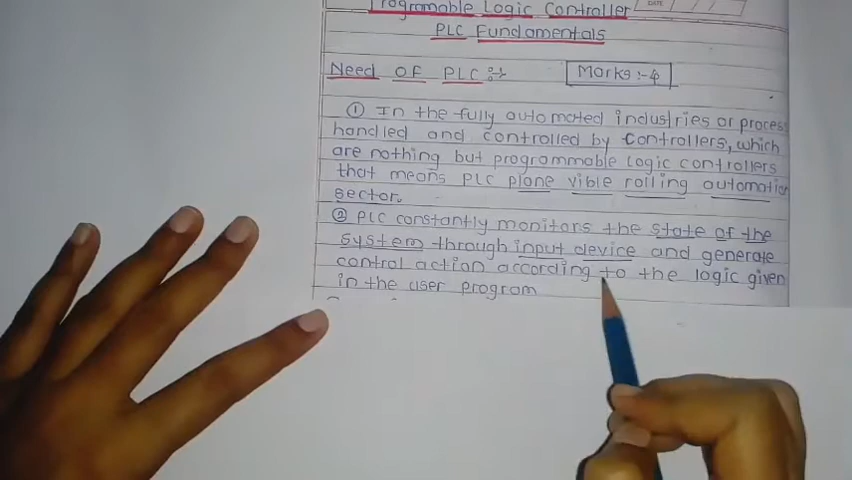 Programable Logic Controller
DATE
PLC Fundamentals
Need OF PLC :-
Marks :- 4
① In the fully automated industries or process
handled and controlled by controllers, which
are nothing but programmable logic controllers
that means PLC plane vible rolling automation
sector.
② PLC constantly monitors the state of the
system through input device and generate
control action according to the logic given
in the user program